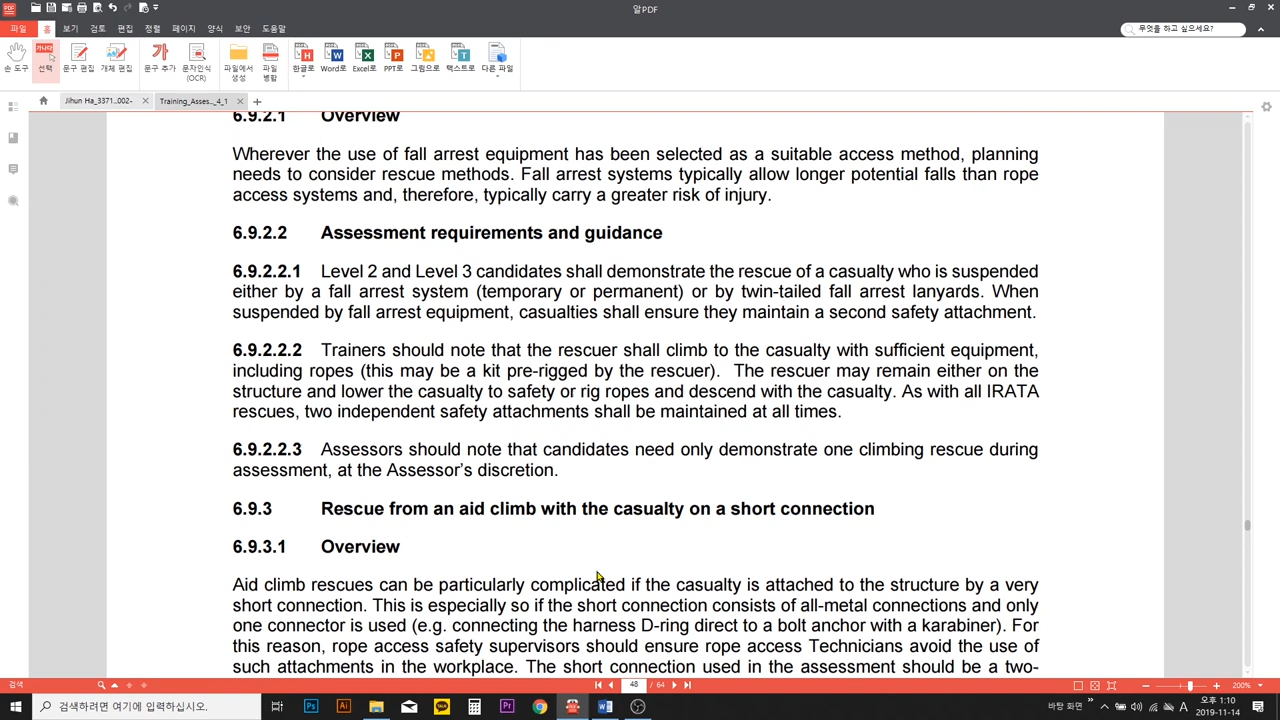 알PDF
파일 홈 보기 검토 편집 정렬 페이지 양식 보안 도움말
무엇을 하고 싶으세요?
손 도구 선택 문구 편집 개체 편집 문구 추가 문자인식 (OCR) 파일에서 생성 파일 병합 한글로 Word로 Excel로 PPT로 그림으로 텍스트로 다른 파일
Jihun Ha_3371..002- Training_Asses..._4_1
6.9.2.1 Overview
Wherever the use of fall arrest equipment has been selected as a suitable access method, planning
needs to consider rescue methods. Fall arrest systems typically allow longer potential falls than rope
access systems and, therefore, typically carry a greater risk of injury.
6.9.2.2 Assessment requirements and guidance
6.9.2.2.1 Level 2 and Level 3 candidates shall demonstrate the rescue of a casualty who is suspended
either by a fall arrest system (temporary or permanent) or by twin-tailed fall arrest lanyards. When
suspended by fall arrest equipment, casualties shall ensure they maintain a second safety attachment.
6.9.2.2.2 Trainers should note that the rescuer shall climb to the casualty with sufficient equipment,
including ropes (this may be a kit pre-rigged by the rescuer). The rescuer may remain either on the
structure and lower the casualty to safety or rig ropes and descend with the casualty. As with all IRATA
rescues, two independent safety attachments shall be maintained at all times.
6.9.2.2.3 Assessors should note that candidates need only demonstrate one climbing rescue during
assessment, at the Assessor's discretion.
6.9.3 Rescue from an aid climb with the casualty on a short connection
6.9.3.1 Overview
Aid climb rescues can be particularly complicated if the casualty is attached to the structure by a very
short connection. This is especially so if the short connection consists of all-metal connections and only
one connector is used (e.g. connecting the harness D-ring direct to a bolt anchor with a karabiner). For
this reason, rope access safety supervisors should ensure rope access Technicians avoid the use of
such attachments in the workplace. The short connection used in the assessment should be a two-
검색 48 / 64 200%
검색하려면 여기에 입력하십시오. 바탕 화면 A 오후 1:10
2019-11-14